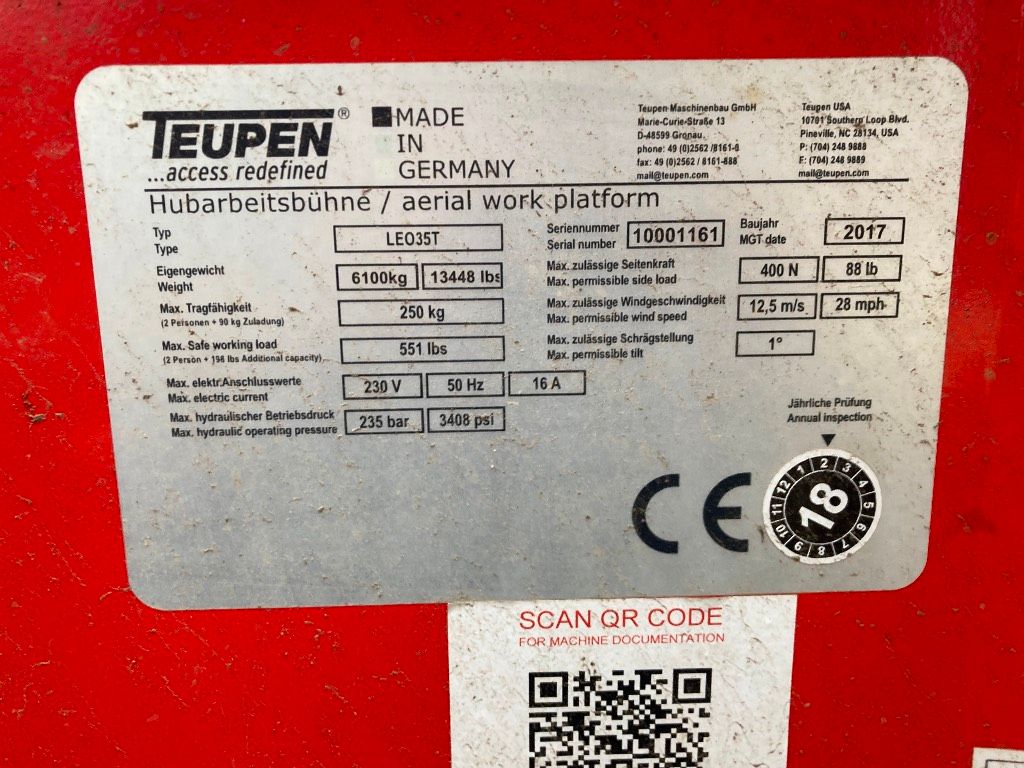 TEUPEN®
...access redefined
MADE
IN
GERMANY
Teupen Maschinenbau GmbH
Marie-Curie-Straße 13
D-48599 Gronau
phone: 49 (0)2562 /8161-0
fax: 49 (0)2562 / 8161-888
mail@teupen.com
Teupen USA
10701 Southern Loop Blvd.
Pineville, NC 28134, USA
P: (704) 248 9888
F: (704) 248 9889
mail@teupen.com
Hubarbeitsbühne / aerial work platform
Typ
Type
LEO35T
Eigengewicht
Weight
6100kg 13448 lbs
Max. Tragfähigkeit
(2 Personen + 90 kg Zuladung)
250 kg
Max. Safe working load
(2 Person + 198 lbs Additional capacity)
551 lbs
Max. elektr.Anschlusswerte
Max. electric current
230 V 50 Hz 16 A
Max. hydraulischer Betriebsdruck
Max. hydraulic operating pressure
235 bar 3408 psi
Seriennummer
Serial number
10001161
Baujahr
MGT date
2017
Max. zulässige Seitenkraft
Max. permissible side load
400 N 88 lb
Max. zulässige Windgeschwindigkeit
Max. permissible wind speed
12,5 m/s 28 mph
Max. zulässige Schrägstellung
Max. permissible tilt
1°
Jährliche Prüfung
Annual inspection
CE
1 2 3 4 5 6 7 8 9 10 11 12
18
SCAN QR CODE
FOR MACHINE DOCUMENTATION